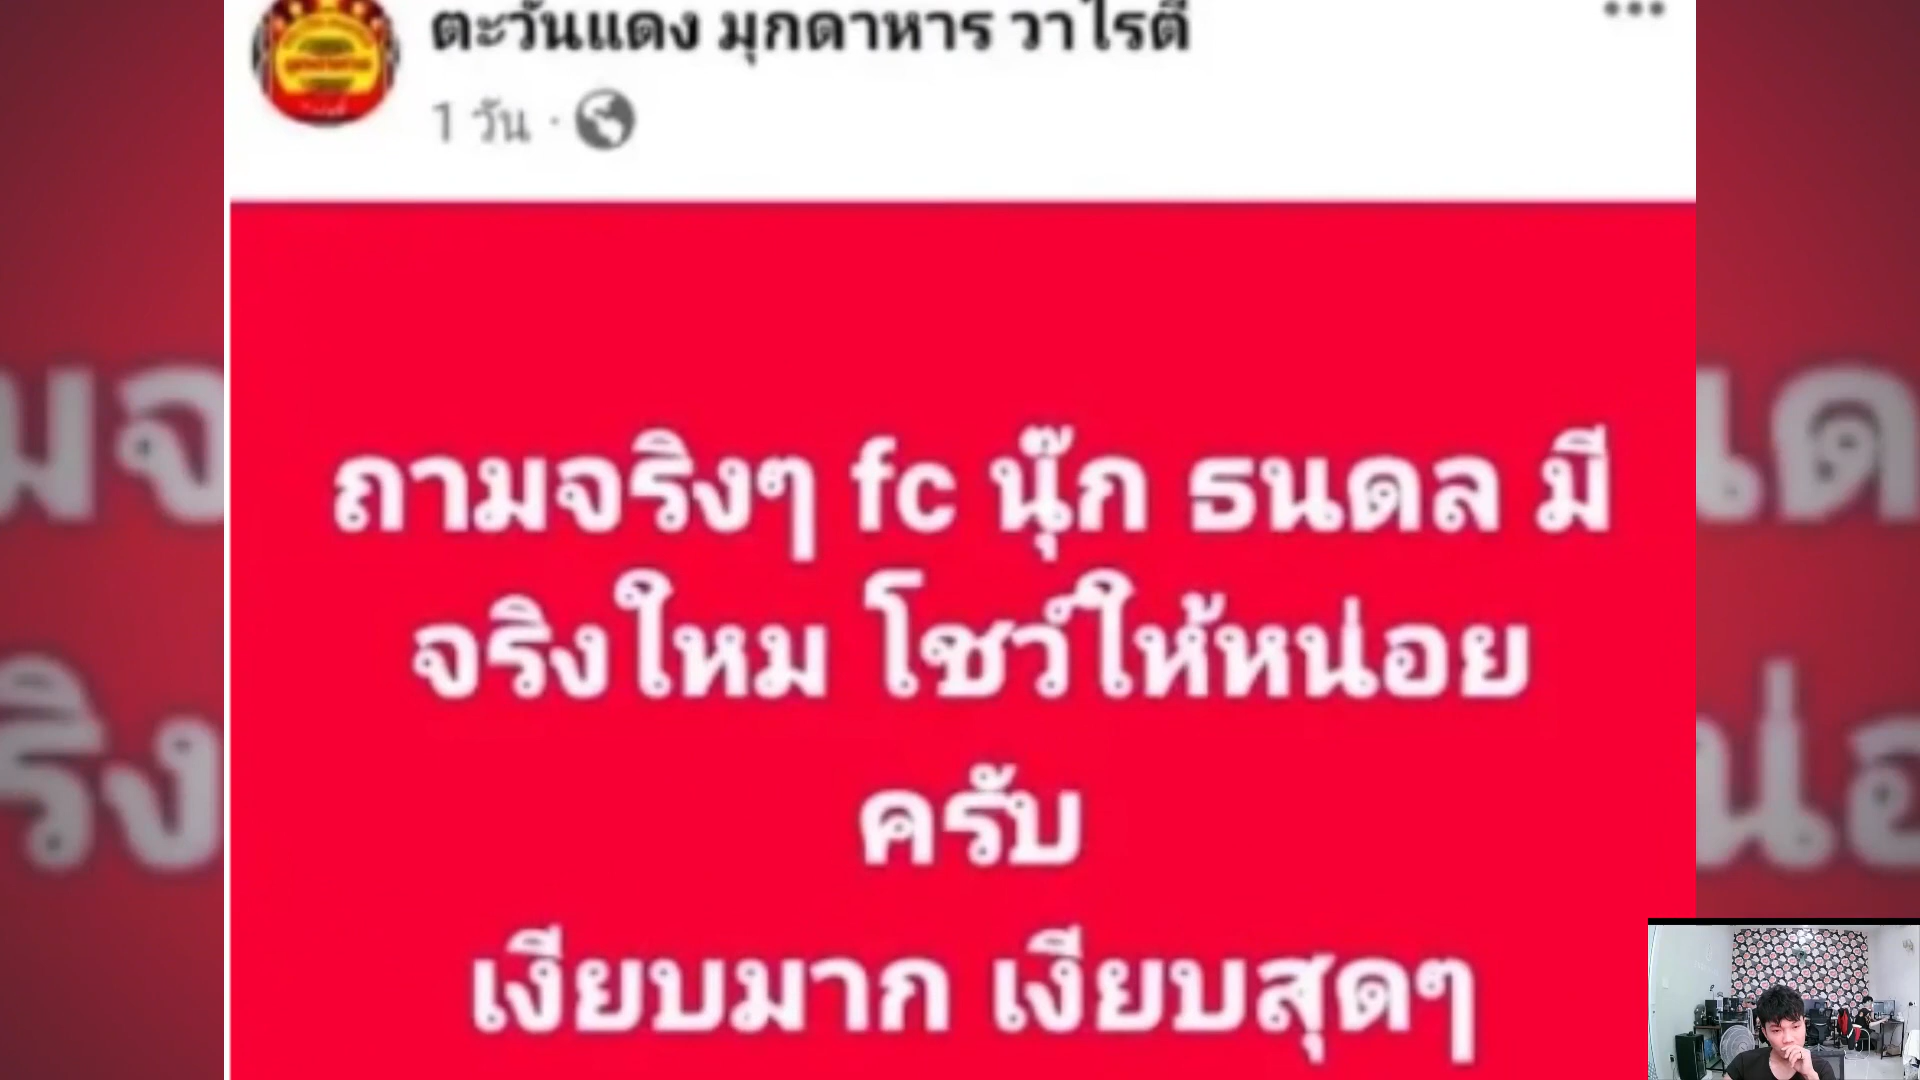 ตะวันแดง มุกดาหาร วาไรตี้
1 วัน
ถามจริงๆ fc นุ๊ก ธนดล มี
จริงใหม โชว์ให้หน่อย
ครับ
เงียบมาก เงียบสุดๆ